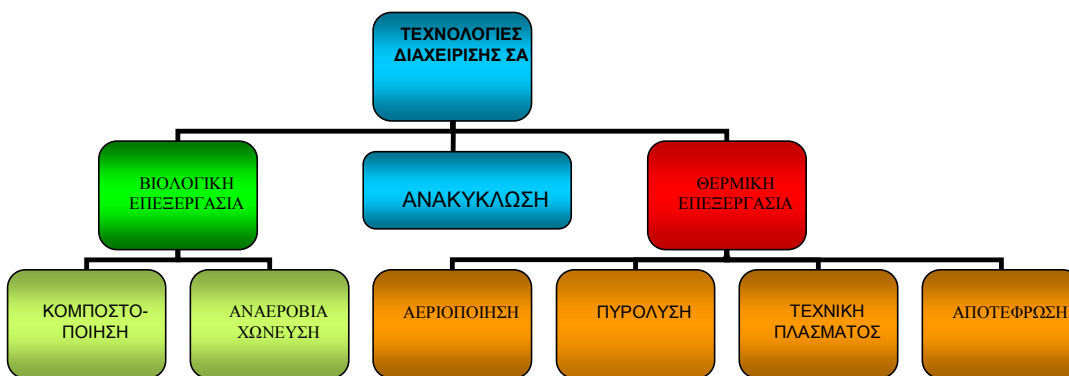 ΤΕΧΝΟΛΟΓΙΕΣ
ΔΙΑΧΕΙΡΙΣΗΣ ΣΑ
ΒΙΟΛΟΓΙΚΗ
ΕΠΕΞΕΡΓΑΣΙΑ
ΑΝΑΚΥΚΛΩΣΗ
ΘΕΡΜΙΚΗ
ΕΠΕΞΕΡΓΑΣΙΑ
ΚΟΜΠΟΣΤΟ-
ΠΟΙΗΣΗ
ΑΝΑΕΡΟΒΙΑ
ΧΩΝΕΥΣΗ
ΑΕΡΙΟΠΟΙΗΣΗ
ΠΥΡΟΛΥΣΗ
ΤΕΧΝΙΚΗ
ΠΛΑΣΜΑΤΟΣ
ΑΠΟΤΕΦΡΩΣΗ